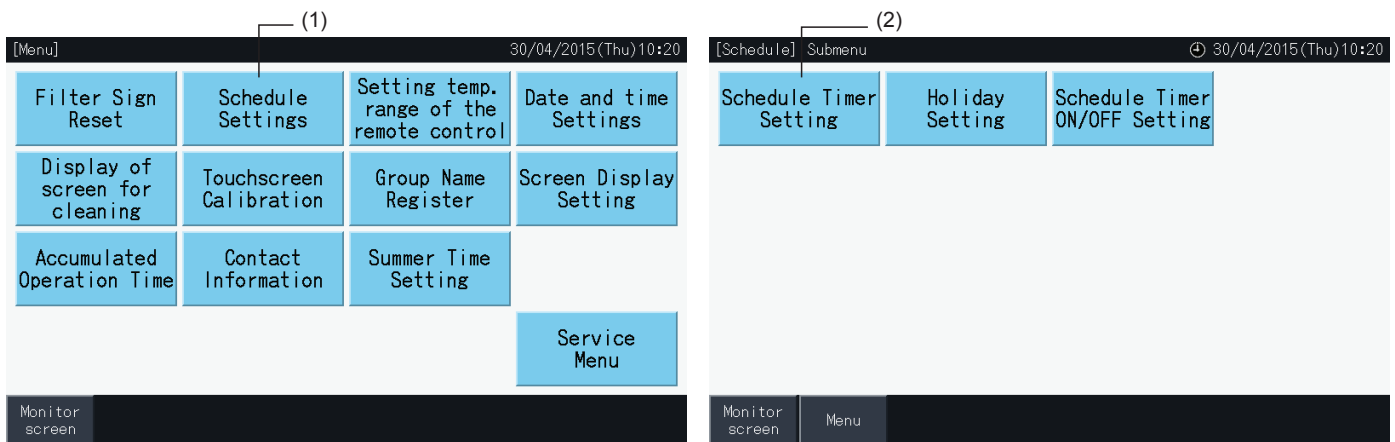 (1)
[Menu] 30/04/2015(Thu)10:20
Filter Sign
Reset
Schedule
Settings
Setting temp.
range of the
remote control
Date and time
Settings
Display of
screen for
cleaning
Touchscreen
Calibration
Group Name
Register
Screen Display
Setting
Accumulated
Operation Time
Contact
Information
Summer Time
Setting
Service
Menu
Monitor
screen
(2)
[Schedule] Submenu 30/04/2015(Thu)10:20
Schedule Timer
Setting
Holiday
Setting
Schedule Timer
ON/OFF Setting
Monitor
screen
Menu